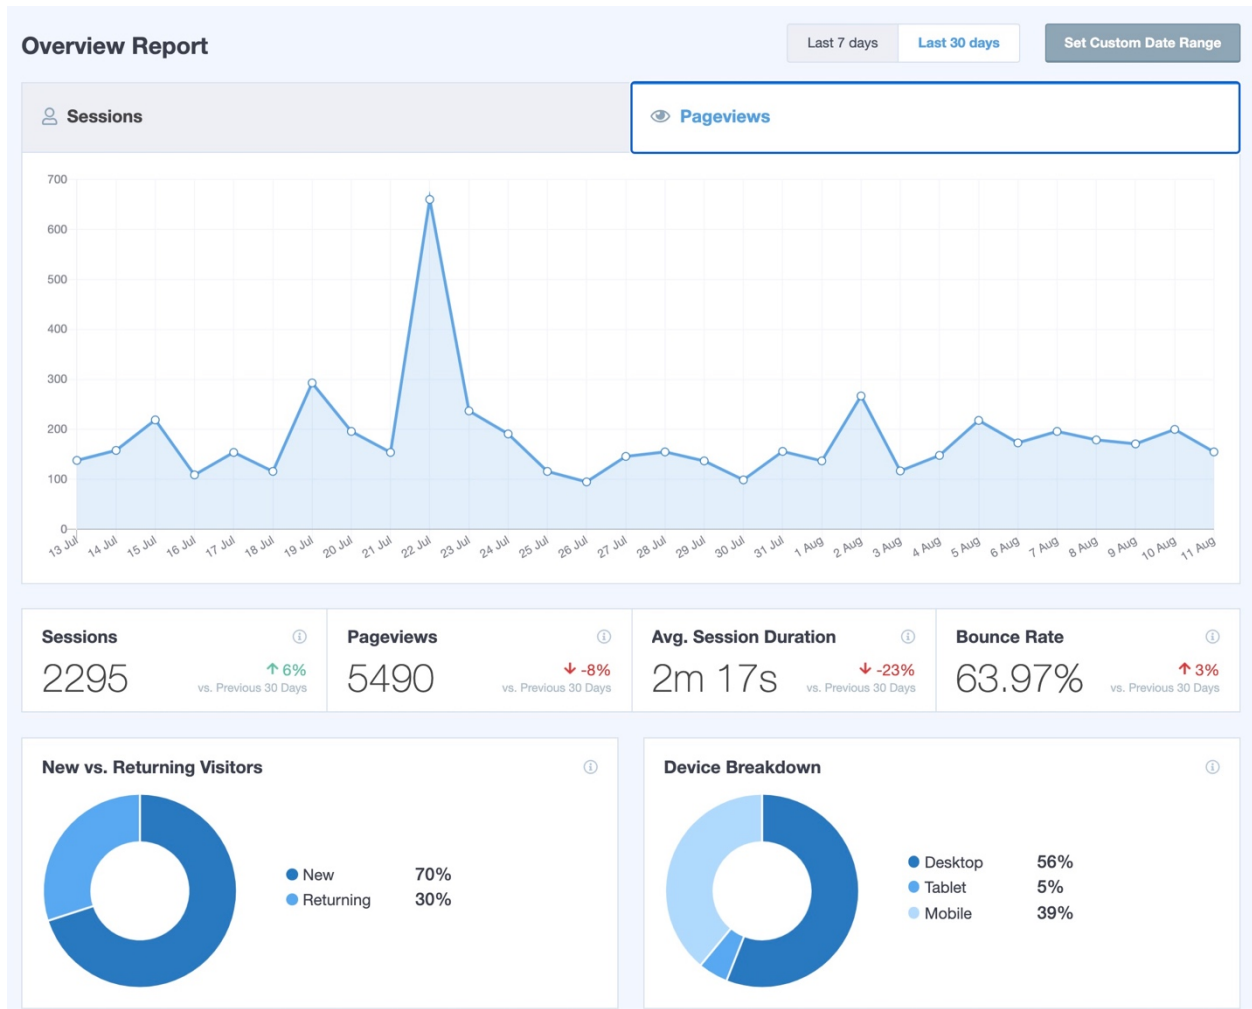 Overview Report
Last 7 days
Last 30 days
Set Custom Date Range
Sessions
Pageviews
700
600
500
400
300
200
100
0
13 Jul 14 Jul 15 Jul 16 Jul 17 Jul 18 Jul 19 Jul 20 Jul 21 Jul 22 Jul 23 Jul 24 Jul 25 Jul 26 Jul 27 Jul 28 Jul 29 Jul 30 Jul 31 Jul 1 Aug 2 Aug 3 Aug 4 Aug 5 Aug 6 Aug 7 Aug 8 Aug 9 Aug 10 Aug 11 Aug
Sessions
2295
6%
vs. Previous 30 Days
Pageviews
5490
-8%
vs. Previous 30 Days
Avg. Session Duration
2m 17s
-23%
vs. Previous 30 Days
Bounce Rate
63.97%
3%
vs. Previous 30 Days
New vs. Returning Visitors
New 70%
Returning 30%
Device Breakdown
Desktop 56%
Tablet 5%
Mobile 39%